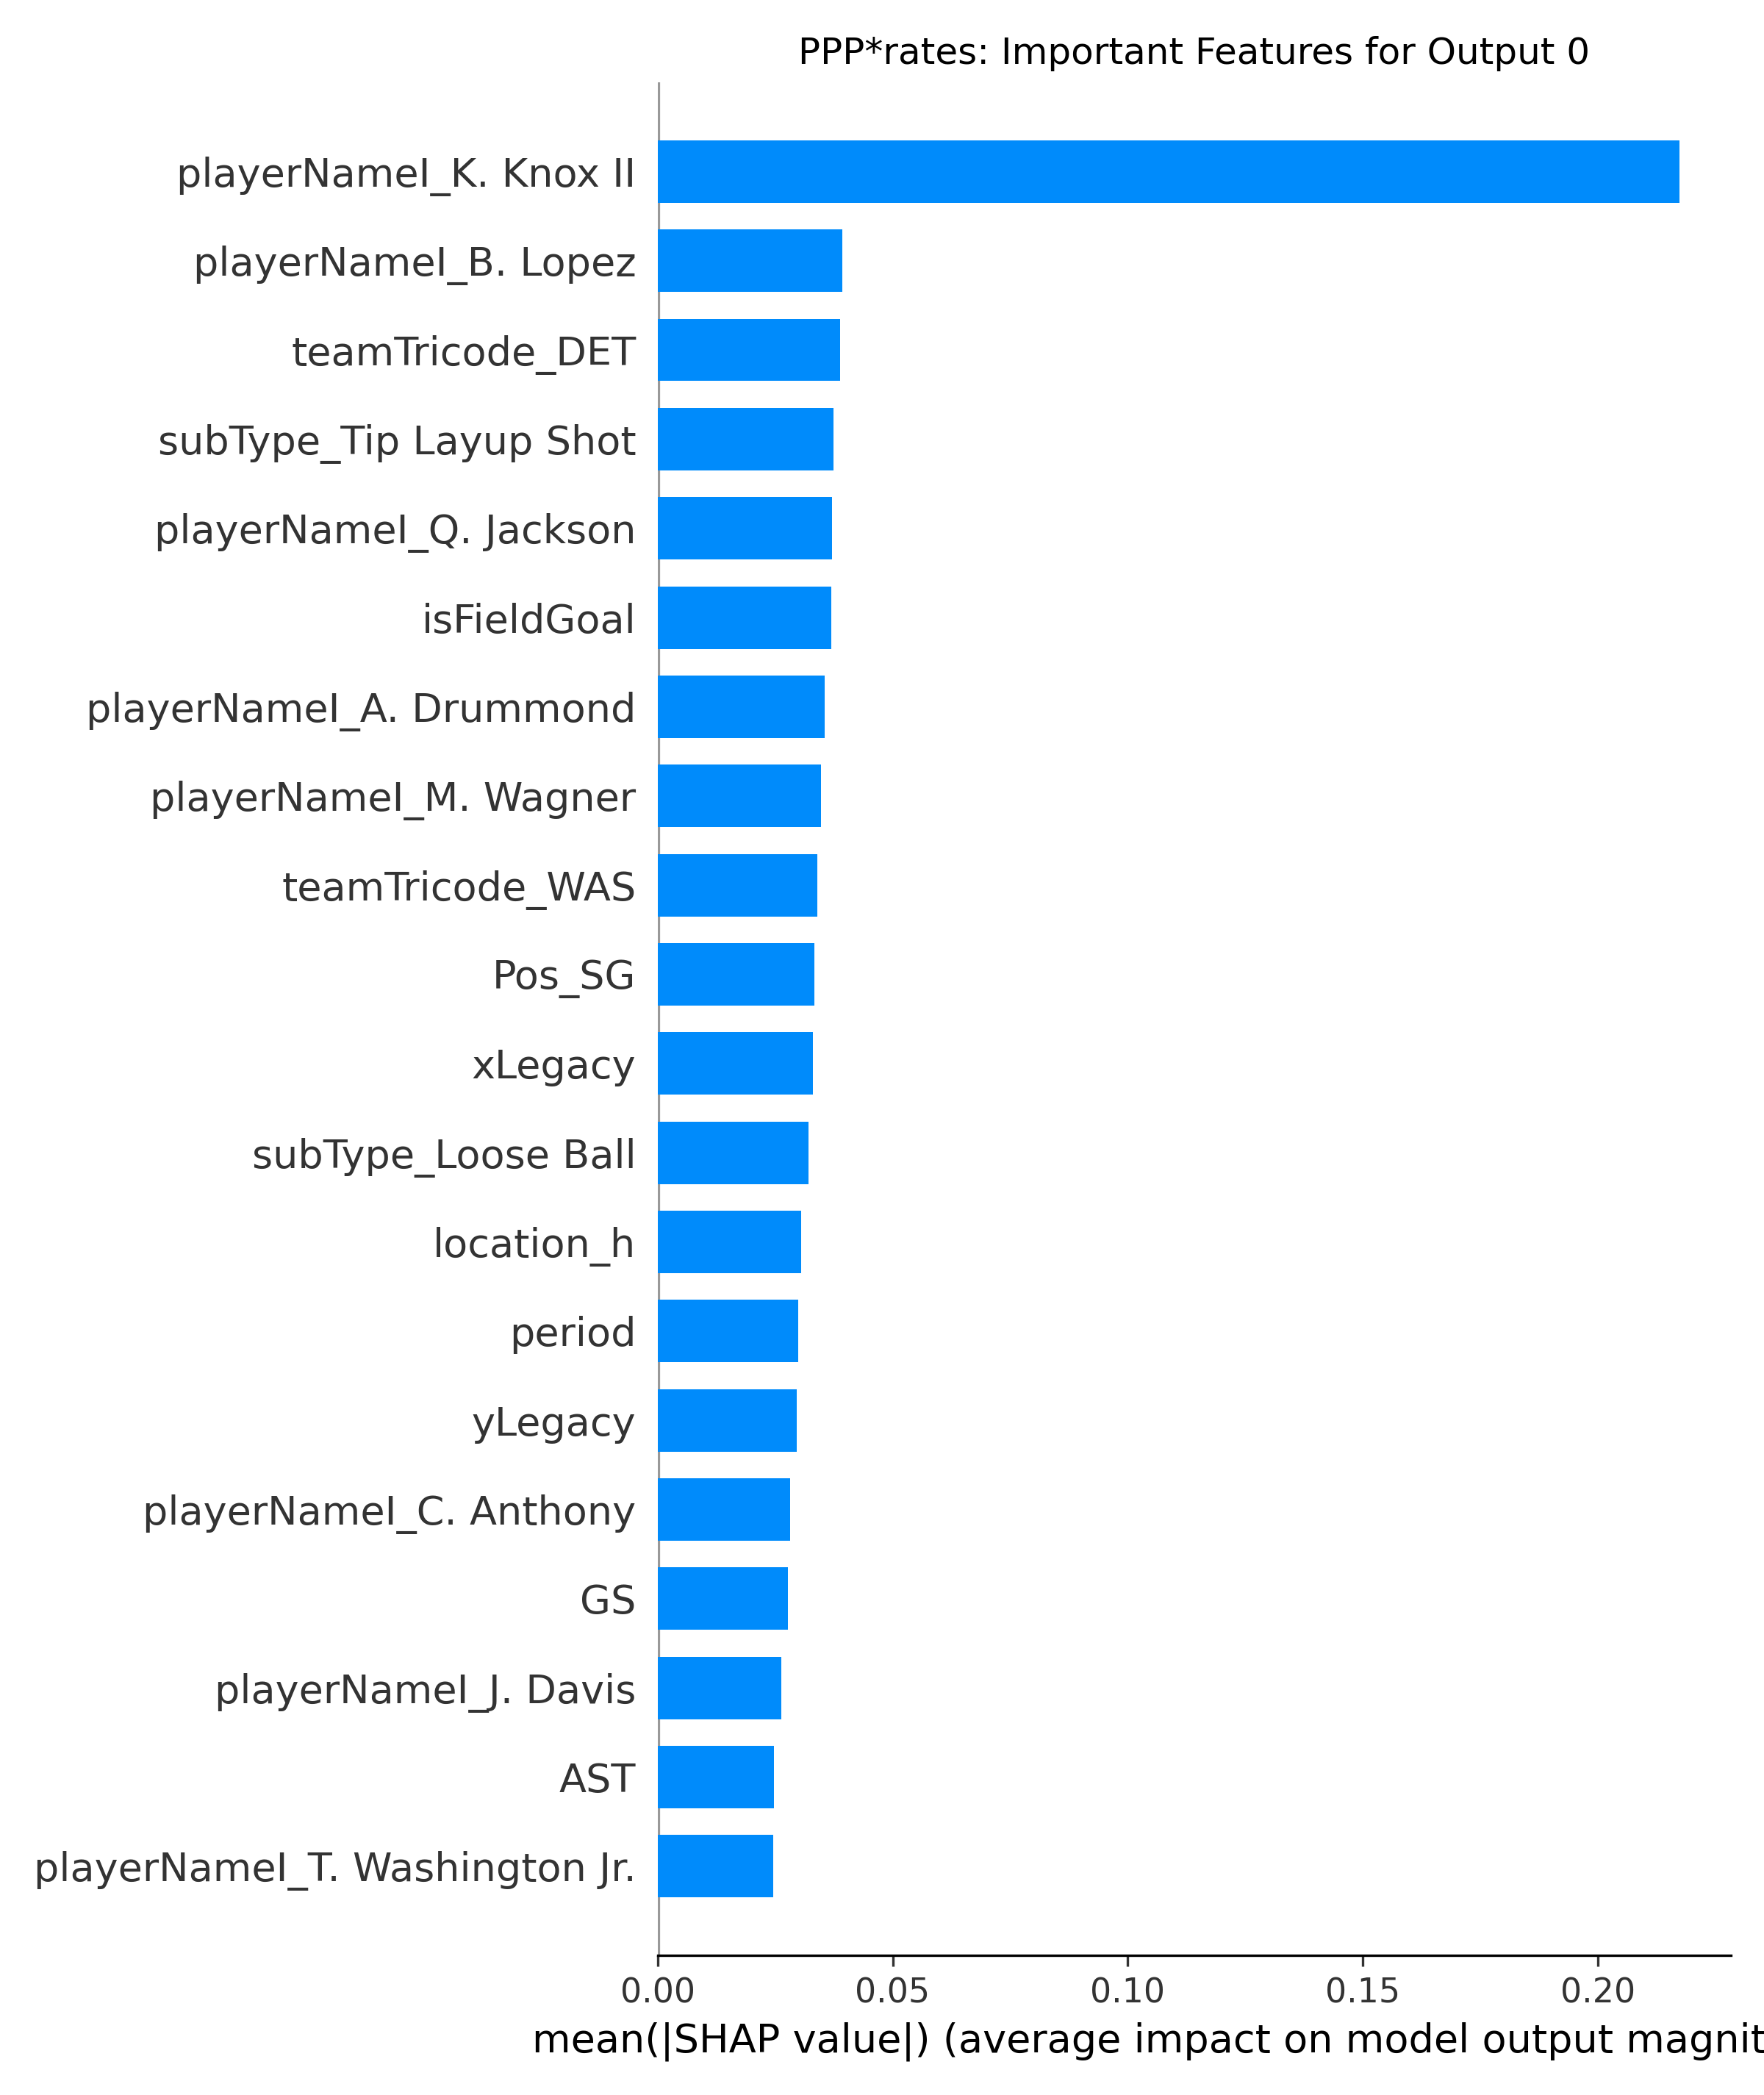 PPP*rates: Important Features for Output 0
playerNameI_K. Knox II
playerNameI_B. Lopez
teamTricode_DET
subType_Tip Layup Shot
playerNameI_Q. Jackson
isFieldGoal
playerNameI_A. Drummond
playerNameI_M. Wagner
teamTricode_WAS
Pos_SG
xLegacy
subType_Loose Ball
location_h
period
yLegacy
playerNameI_C. Anthony
GS
playerNameI_J. Davis
AST
playerNameI_T. Washington Jr.
0.00 0.05 0.10 0.15 0.20
mean(|SHAP value|) (average impact on model output magnit